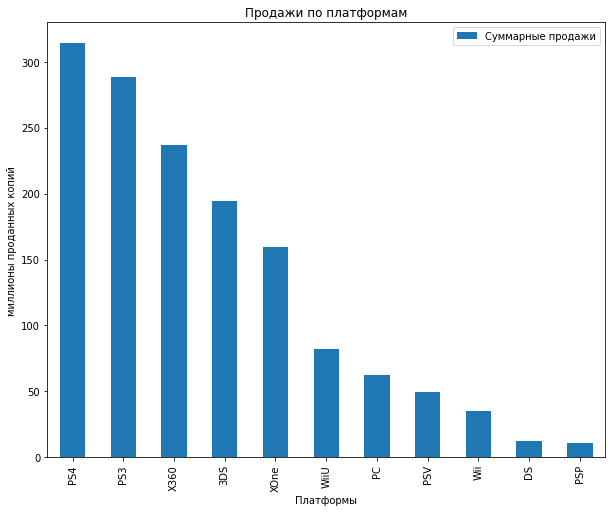 Продажи по платформам
Суммарные продажи
миллионы проданных копий
300
250
200
150
100
50
0
PS4
PS3
X360
3DS
XOne
WiiU
PC
PSV
Wii
DS
PSP
Платформы